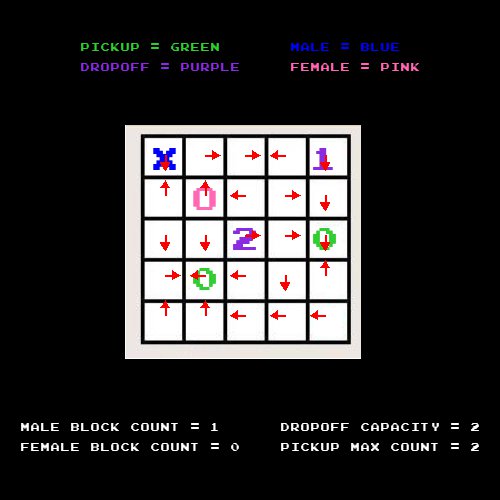 PICKUP = GREEN MALE = BLUE
DROPOFF = PURPLE FEMALE = PINK
X 1
0
2 0
0
MALE BLOCK COUNT = 1 DROPOFF CAPACITY = 2
FEMALE BLOCK COUNT = 0 PICKUP MAX COUNT = 2